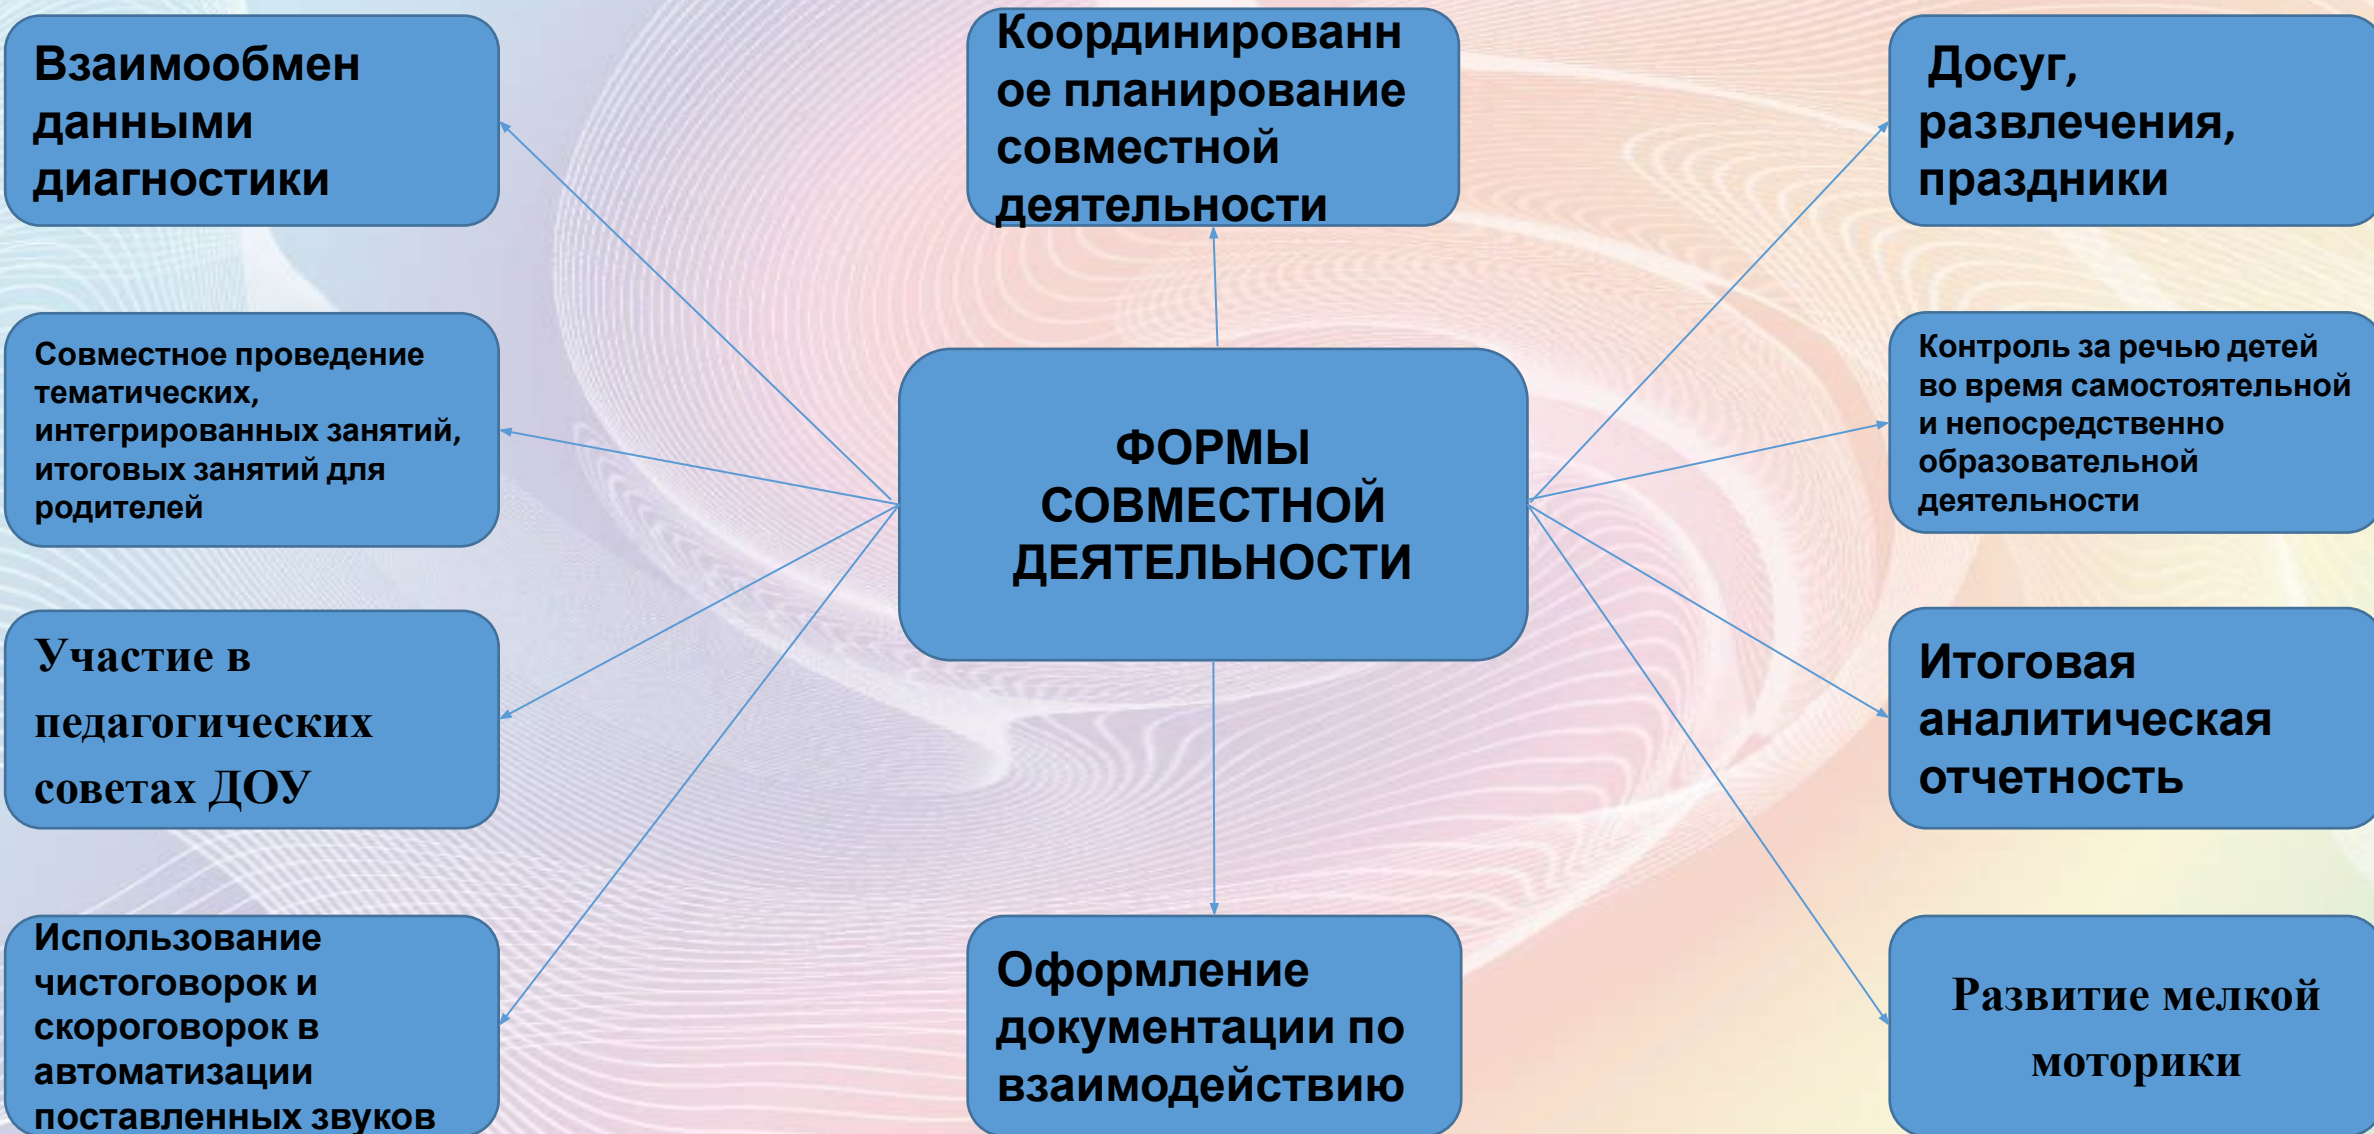 Взаимообмен
данными
диагностики
Координированн
ое планирование
совместной
деятельности
Досуг,
развлечения,
праздники
Совместное проведение
тематических,
интегрированных занятий,
итоговых занятий для
родителей
ФОРМЫ
СОВМЕСТНОЙ
ДЕЯТЕЛЬНОСТИ
Контроль за речью детей
во время самостоятельной
и непосредственно
образовательной
деятельности
Участие в
педагогических
советах ДОУ
Итоговая
аналитическая
отчетность
Использование
чистоговорок и
скороговорок в
автоматизации
поставленных звуков
Оформление
документации по
взаимодействию
Развитие мелкой
моторики